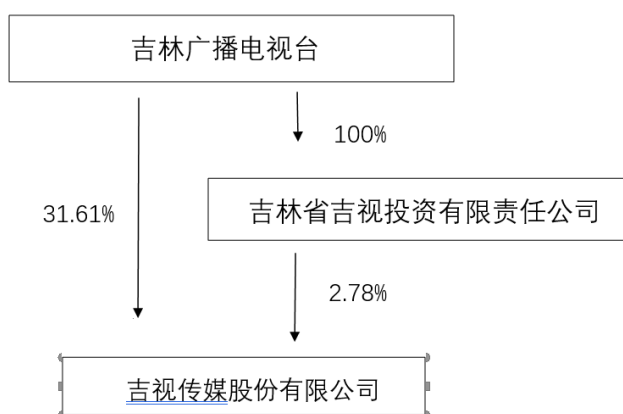 吉林广播电视台
100%
31.61%
吉林省吉视投资有限责任公司
2.78%
吉视传媒股份有限公司